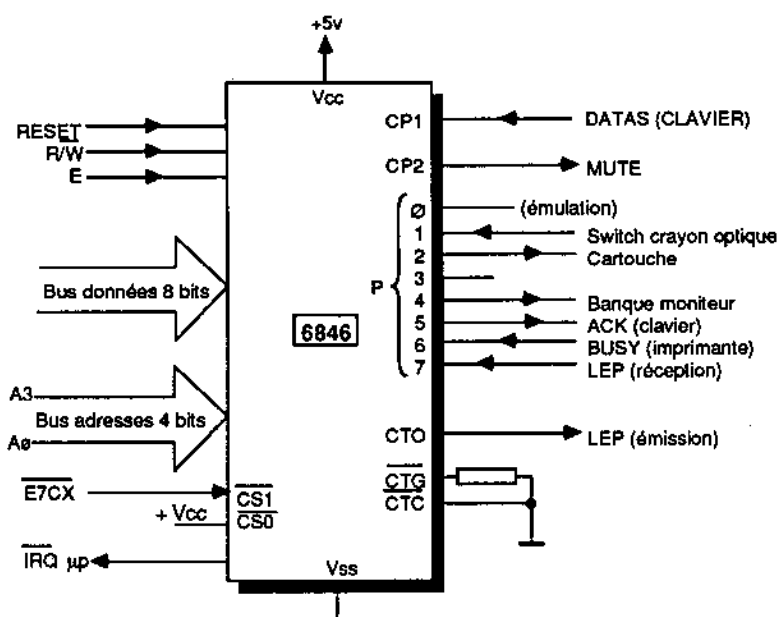 +5v
Vcc
RESET
R/W
E
CP1
DATAS (CLAVIER)
CP2
MUTE
Ø
(émulation)
1
Switch crayon optique
2
Cartouche
P
3
4
Banque moniteur
5
ACK (clavier)
6
BUSY (imprimante)
7
LEP (réception)
Bus données 8 bits
6846
A3
Bus adresses 4 bits
Aø
CTO
LEP (émission)
E7CX
CS1
+ Vcc
CS0
CTG
CTC
IRQ µp
Vss